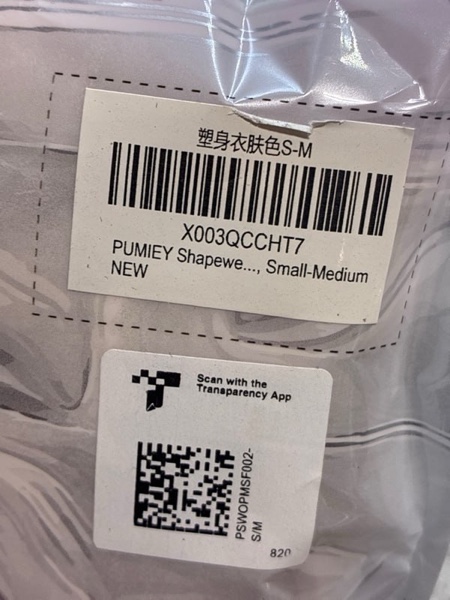 塑身衣肤色S-M
X003QCCHT7
PUMIEY Shapewe..., Small-Medium
NEW
Scan with the
Transparency App
PSWOPMSF002-
S/M
820